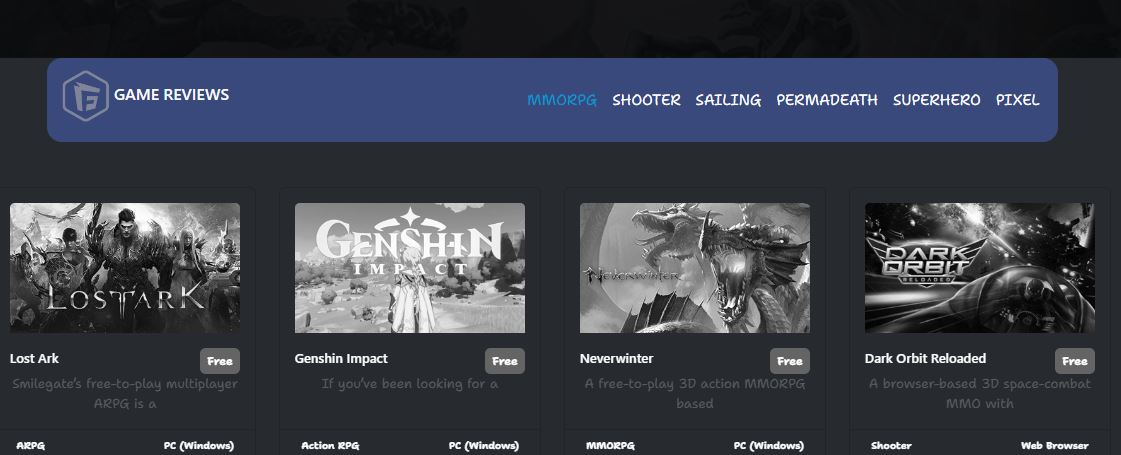 GAME REVIEWS
MMORPG SHOOTER SAILING PERMADEATH SUPERHERO PIXEL
LOST ARK
GENSHIN
IMPACT
NEVERWINTER
DARK
ORBIT
RELOADED
Lost Ark Free
Smilegate's free-to-play multiplayer
ARPG is a
ARPG PC (Windows)
Genshin Impact Free
If you've been looking for a
Action RPG PC (Windows)
Neverwinter Free
A free-to-play 3D action MMORPG
based
MMORPG PC (Windows)
Dark Orbit Reloaded Free
A browser-based 3D space-combat
MMO with
Shooter Web Browser